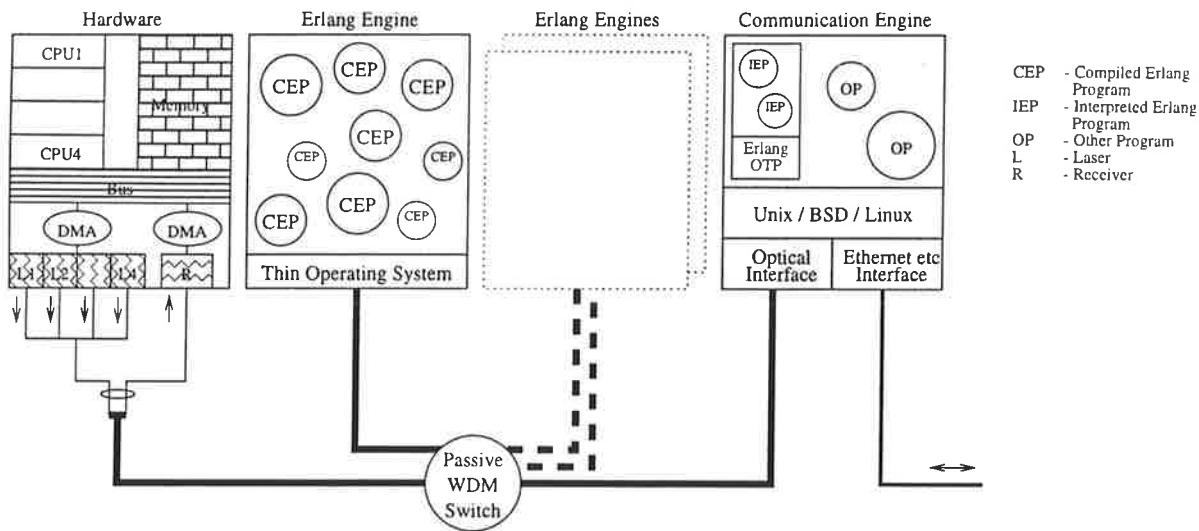 Hardware
Erlang Engine
Erlang Engines
Communication Engine
CPU1
CPU4
Memory
Bus
DMA
DMA
L1
L2
L4
R
CEP
CEP
CEP
CEP
CEP
CEP
CEP
CEP
CEP
Thin Operating System
IEP
IEP
Erlang
OTP
OP
OP
Unix / BSD / Linux
Optical
Interface
Ethernet etc
Interface
CEP - Compiled Erlang
Program
IEP - Interpreted Erlang
Program
OP - Other Program
L - Laser
R - Receiver
Passive
WDM
Switch